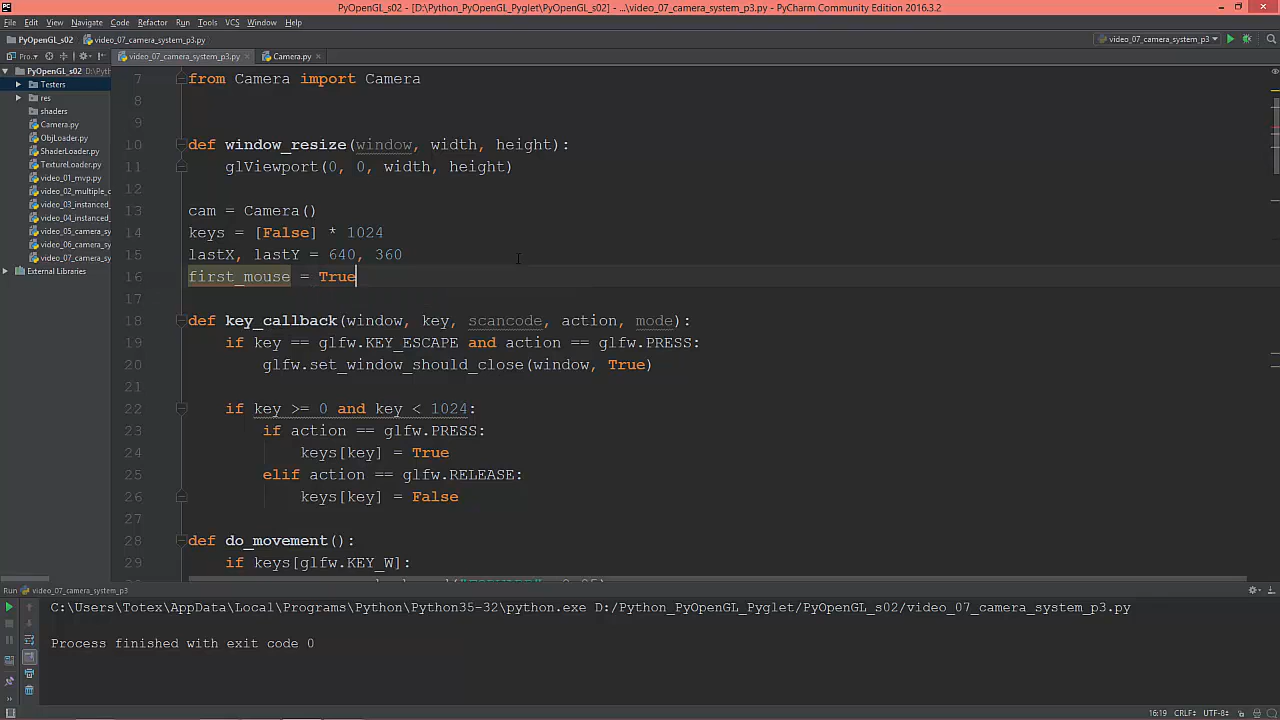 PyOpenGL_s02 - [D:\Python_PyOpenGL_Pyglet\PyOpenGL_s02] - ...\video_07_camera_system_p3.py - PyCharm Community Edition 2016.3.2
File Edit View Navigate Code Refactor Run Tools VCS Window Help
PyOpenGL_s02 video_07_camera_system_p3.py video_07_camera_system_p3
Pro.. video_07_camera_system_p3.py Camera.py
PyOpenGL_s02 D:\Pyth
Testers
res
shaders
Camera.py
ObjLoader.py
ShaderLoader.py
TextureLoader.py
video_01_mvp.py
video_02_multiple_
video_03_instanced_
video_04_instanced_
video_05_camera_sy
video_06_camera_sy
video_07_camera_sy
External Libraries
7 from Camera import Camera
8
9
10 def window_resize(window, width, height):
11 glViewport(0, 0, width, height)
12
13 cam = Camera()
14 keys = [False] * 1024
15 lastX, lastY = 640, 360
16 first_mouse = True
17
18 def key_callback(window, key, scancode, action, mode):
19 if key == glfw.KEY_ESCAPE and action == glfw.PRESS:
20 glfw.set_window_should_close(window, True)
21
22 if key >= 0 and key < 1024:
23 if action == glfw.PRESS:
24 keys[key] = True
25 elif action == glfw.RELEASE:
26 keys[key] = False
27
28 def do_movement():
29 if keys[glfw.KEY_W]:
Run video_07_camera_system_p3
C:\Users\Totex\AppData\Local\Programs\Python\Python35-32\python.exe D:/Python_PyOpenGL_Pyglet/PyOpenGL_s02/video_07_camera_system_p3.py
Process finished with exit code 0
16:19 CRLF÷ UTF-8÷